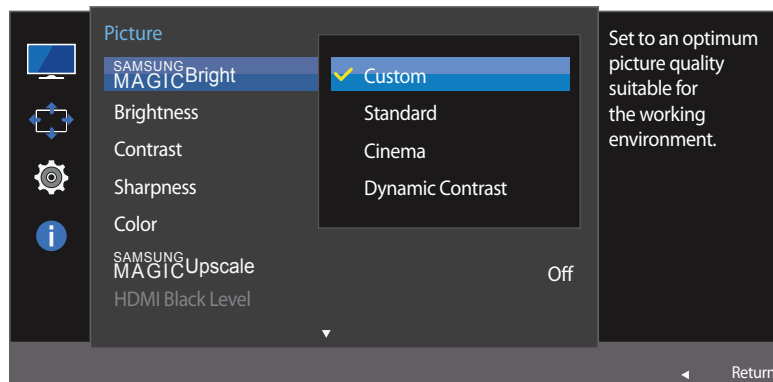 Picture
SAMSUNG
MAGICBright
Brightness
Contrast
Sharpness
Color
SAMSUNG
MAGICUpscale
Off
HDMI Black Level
Custom
Standard
Cinema
Dynamic Contrast
Set to an optimum
picture quality
suitable for
the working
environment.
Return